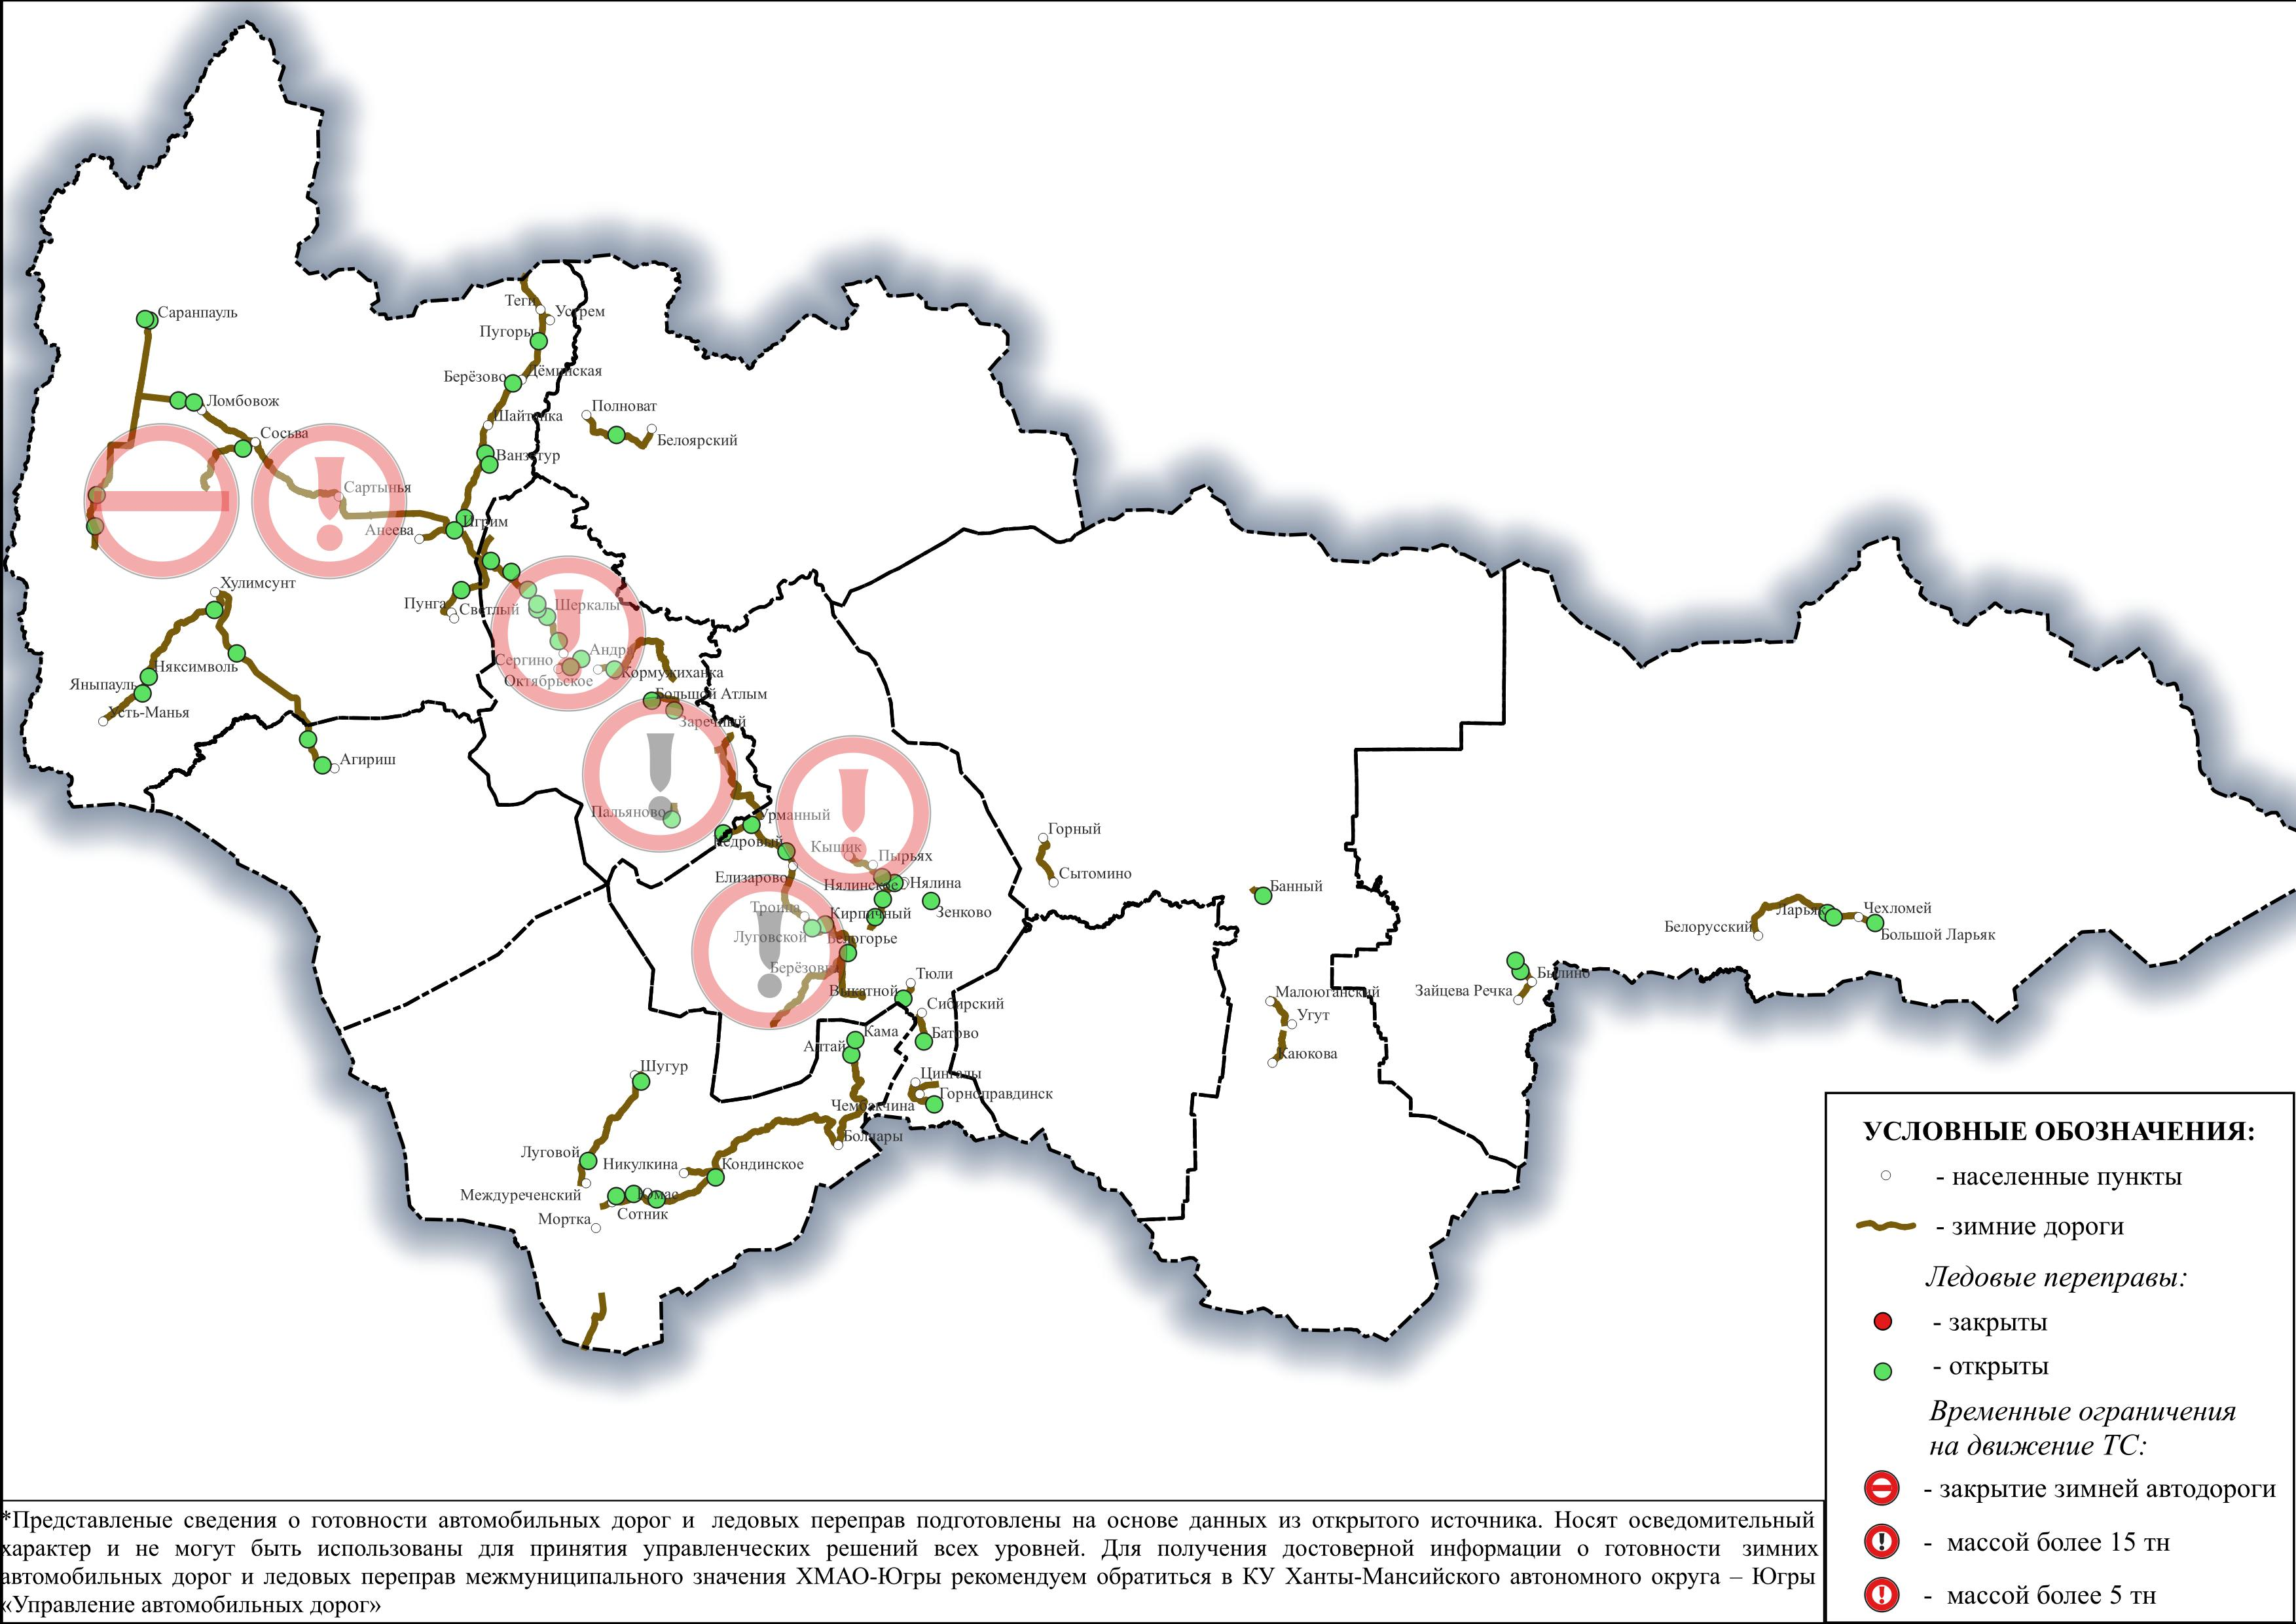 Саранпауль
Теги
Устрем
Пугоры
Берёзово
Дёминская
Ломбовож
Шайтанка
Полноват
Белоярский
Сосьва
Ванзетур
Сартынья
Анеева
Игрим
Хулимсунт
Пунга
Светлый
Шеркалы
Няксимволь
Яныпауль
Усть-Манья
Сергино
Андра
Октябрьское
Кормужиханка
Большой Атлым
Заречный
Агириш
Пальяново
Урманный
Кедровый
Кышик
Пырьях
Горный
Сытомино
Елизарово
Нялинское
Нялина
Банный
Троица
Кирпичный
Зенково
Луговской
Белогорье
Ларьяк
Чехломей
Белорусский
Большой Ларьяк
Берёзовка
Тюли
Былино
Выкатной
Сибирский
Малоюганский
Зайцева Речка
Угут
Кама
Алтай
Батово
Каюкова
Шугур
Цингалы
Горноправдинск
Чембакчина
Болчары
Луговой
Никулкина
Кондинское
Междуреченский
Юмас
Сотник
Мортка
УСЛОВНЫЕ ОБОЗНАЧЕНИЯ:
- населенные пункты
- зимние дороги
Ледовые переправы:
- закрыты
- открыты
Временные ограничения
на движение ТС:
- закрытие зимней автодороги
- массой более 15 тн
- массой более 5 тн
*Представленые сведения о готовности автомобильных дорог и ледовых переправ подготовлены на основе данных из открытого источника. Носят осведомительный
характер и не могут быть использованы для принятия управленческих решений всех уровней. Для получения достоверной информации о готовности зимних
автомобильных дорог и ледовых переправ межмуниципального значения ХМАО-Югры рекомендуем обратиться в КУ Ханты-Мансийского автономного округа – Югры
«Управление автомобильных дорог»